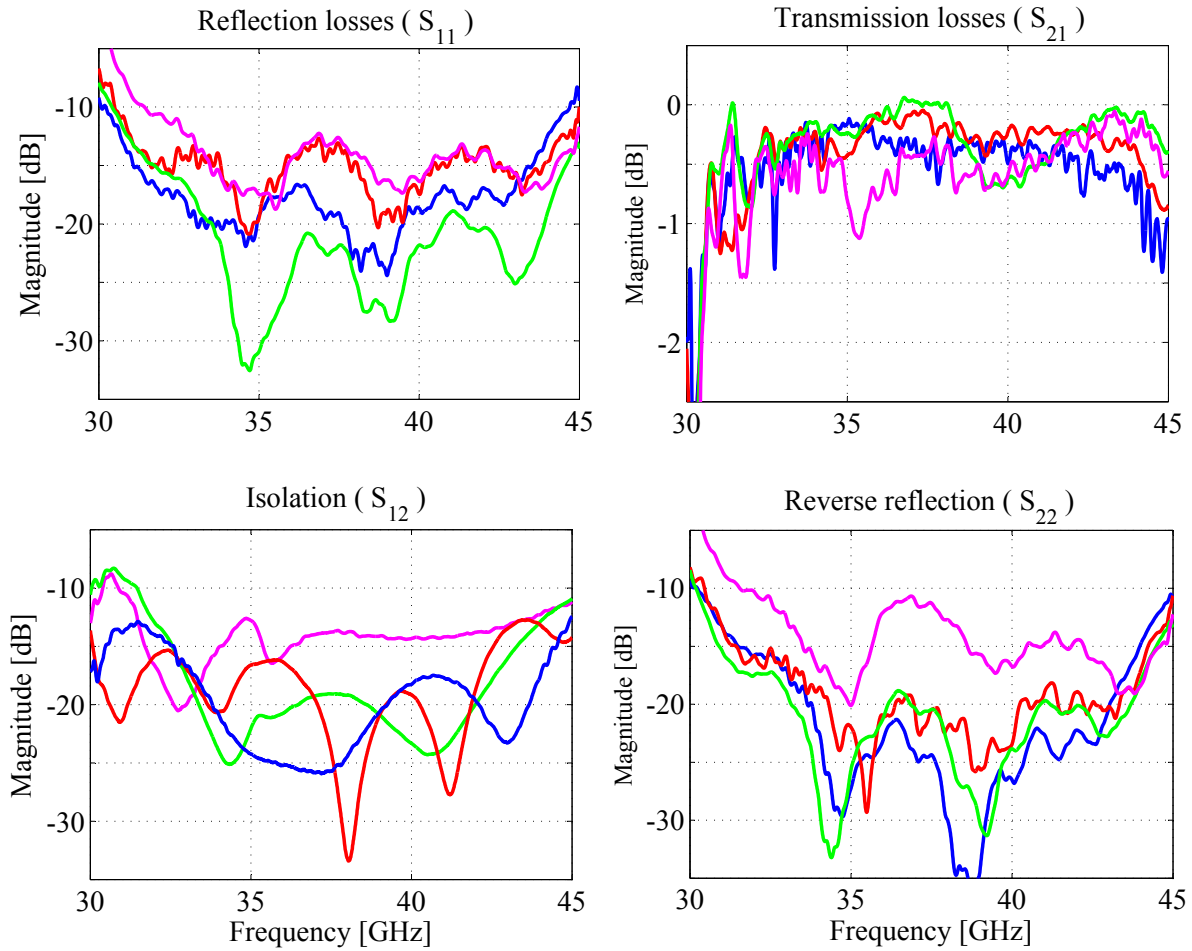 Reflection losses ( S11 )
Magnitude [dB]
-10
-20
-30
30 35 40 45
Transmission losses ( S21 )
Magnitude [dB]
0
-1
-2
30 35 40 45
Isolation ( S12 )
Magnitude [dB]
-10
-20
-30
30 35 40 45
Frequency [GHz]
Reverse reflection ( S22 )
Magnitude [dB]
-10
-20
-30
30 35 40 45
Frequency [GHz]